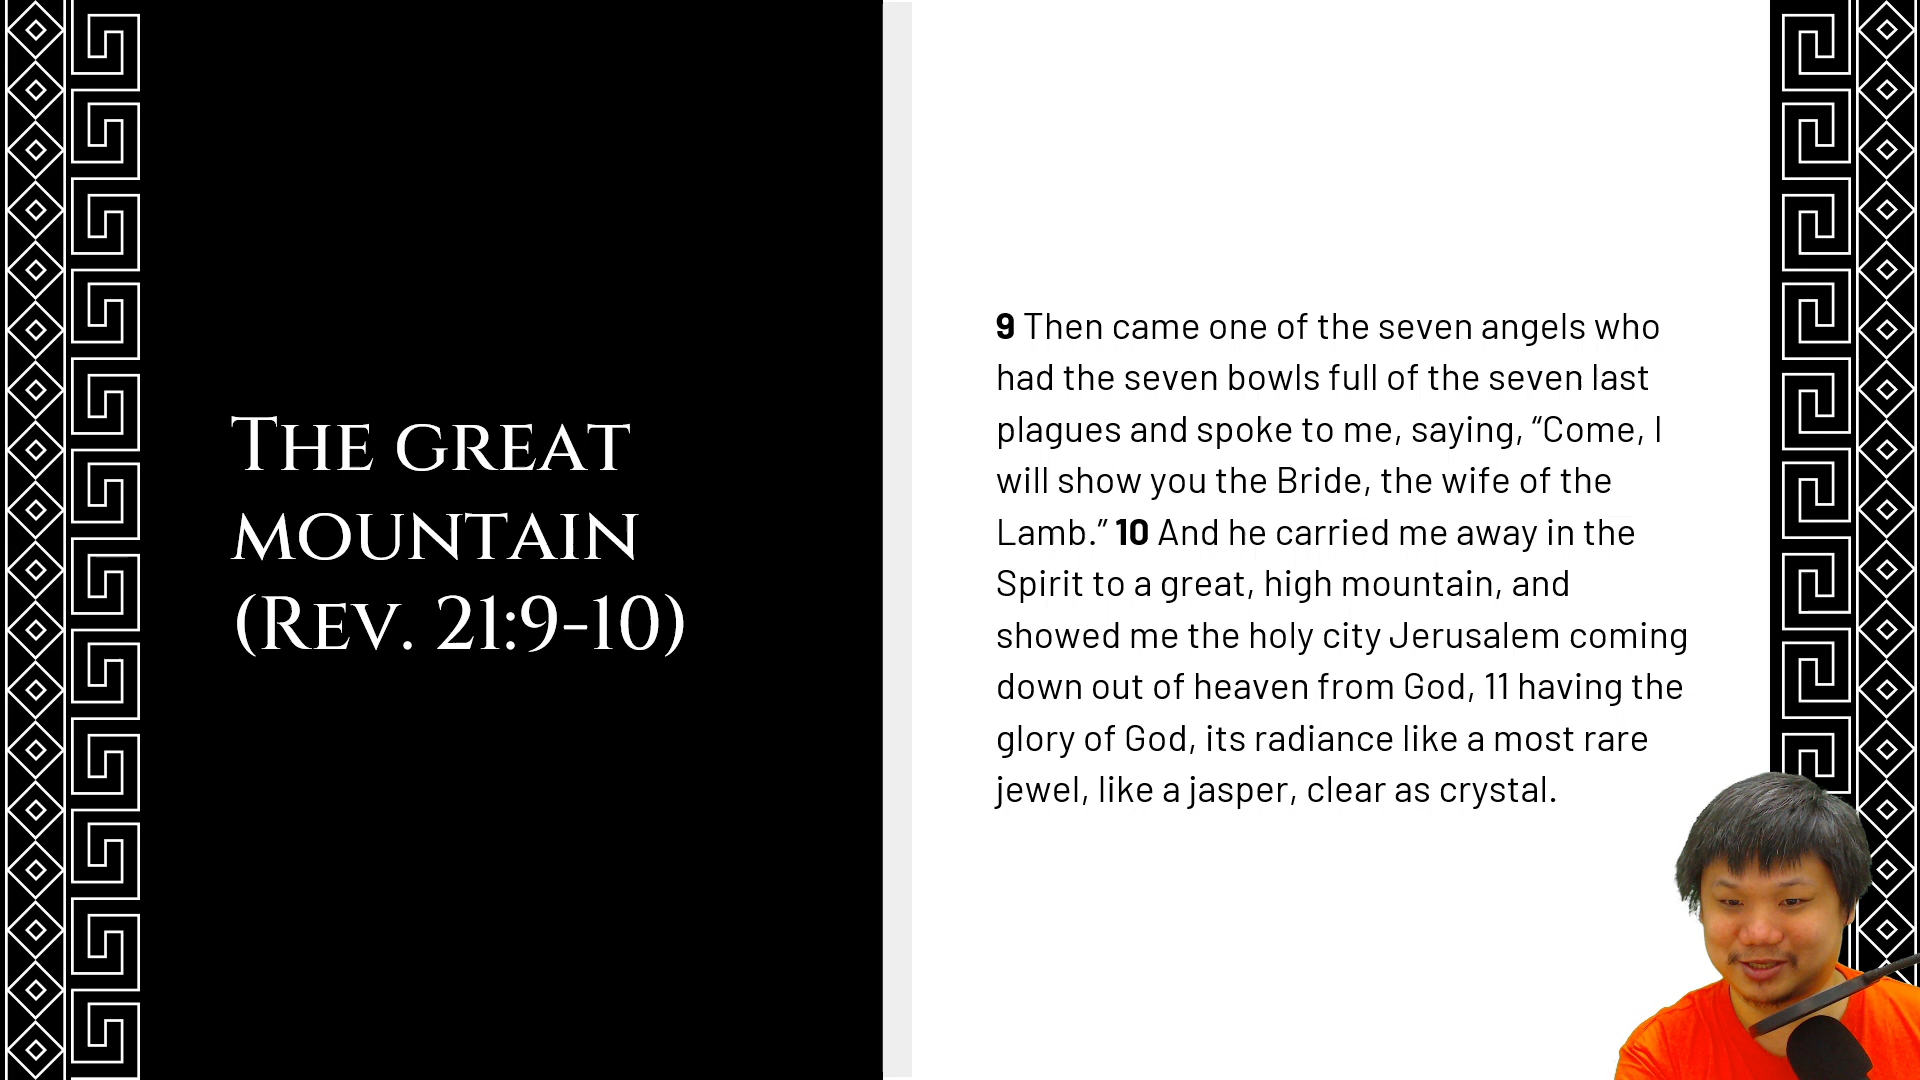 The great
mountain
(Rev. 21:9-10)
9 Then came one of the seven angels who
had the seven bowls full of the seven last
plagues and spoke to me, saying, “Come, I
will show you the Bride, the wife of the
Lamb.” 10 And he carried me away in the
Spirit to a great, high mountain, and
showed me the holy city Jerusalem coming
down out of heaven from God, 11 having the
glory of God, its radiance like a most rare
jewel, like a jasper, clear as crystal.